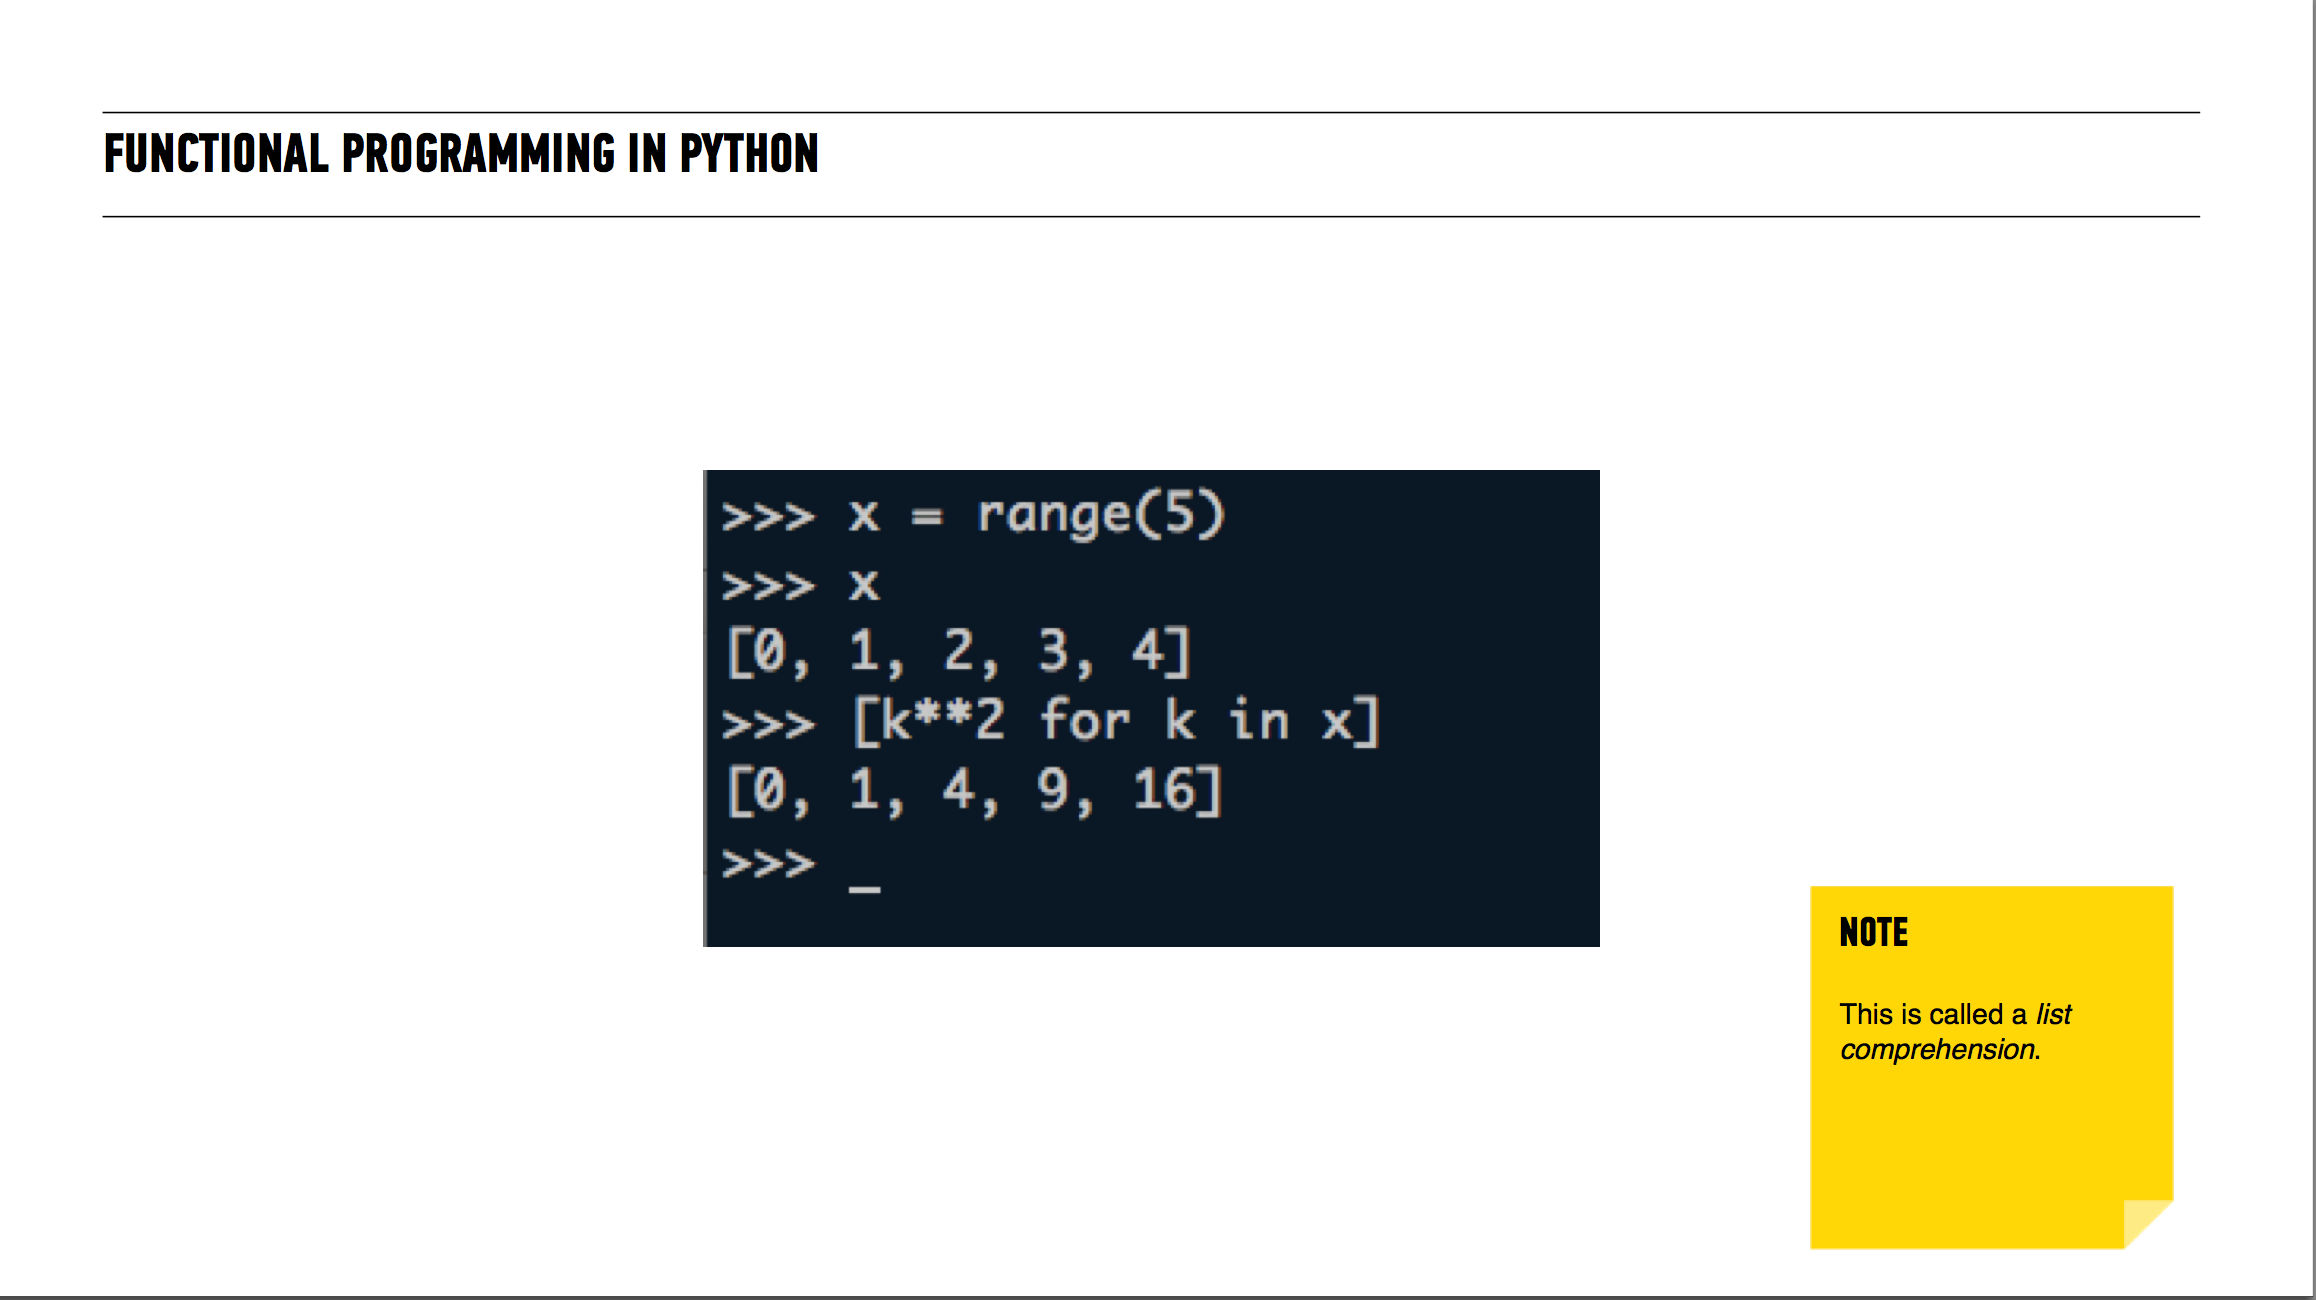 FUNCTIONAL PROGRAMMING IN PYTHON
>>> x = range(5)
>>> x
[0, 1, 2, 3, 4]
>>> [k**2 for k in x]
[0, 1, 4, 9, 16]
>>> _
NOTE
This is called a list
comprehension.